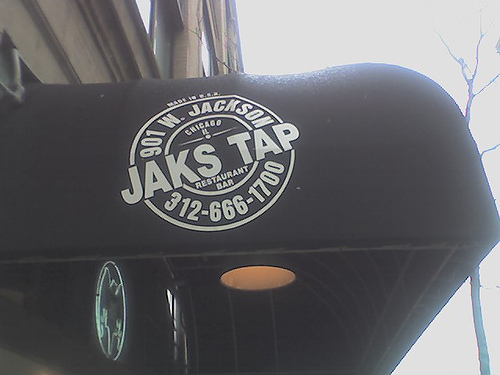 MADE IN U.S.A.
901 W. JACKSON
CHICAGO
IL
JAKS TAP
RESTAURANT
BAR
312-666-1700